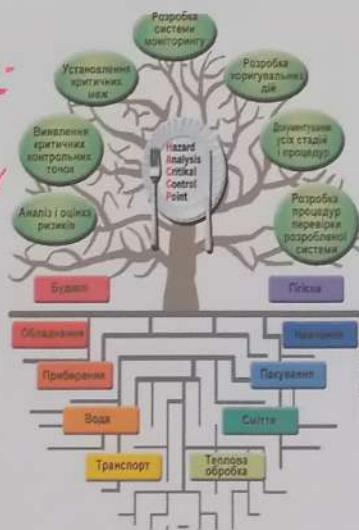 Розробка
системи
моніторингу
Установлення
критичних
меж
Розробка
коригувальних
дій
Виявлення
критичних
контрольних
точок
Hazard
Analysis
Critikal
Control
Point
Документування
усіх стадій
і процедур
Аналіз і оцінка
ризиків
Розробка
процедур
перевірки
розробленої
системи
Будівлі
Гігієна
Обладнання
Навчання
Прибирання
Пакування
Вода
Сміття
Транспорт
Теплова
обробка